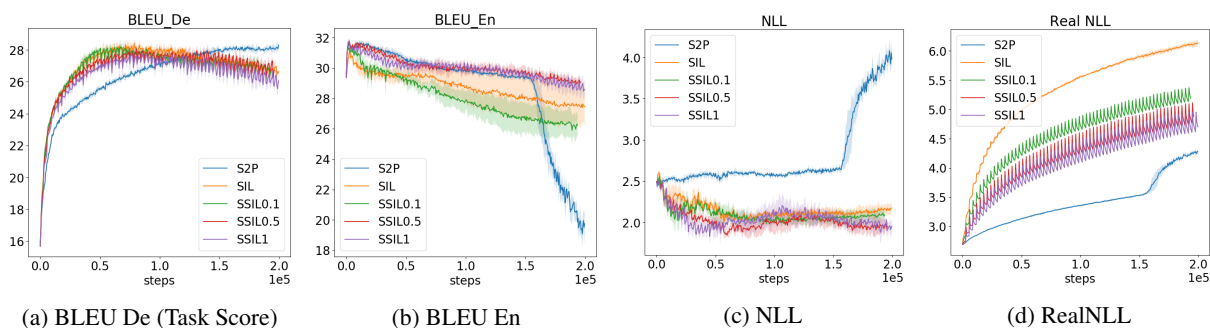 BLEU_De
28
26
24
22
20
18
16
S2P
SIL
SSIL0.1
SSIL0.5
SSIL1
0.0 0.5 1.0 1.5 2.0
steps 1e5
(a) BLEU De (Task Score)
BLEU_En
32
30
28
26
24
22
20
18
S2P
SIL
SSIL0.1
SSIL0.5
SSIL1
0.0 0.5 1.0 1.5 2.0
steps 1e5
(b) BLEU En
NLL
4.0
3.5
3.0
2.5
2.0
S2P
SIL
SSIL0.1
SSIL0.5
SSIL1
0.0 0.5 1.0 1.5 2.0
steps 1e5
(c) NLL
Real NLL
6.0
5.5
5.0
4.5
4.0
3.5
3.0
S2P
SIL
SSIL0.1
SSIL0.5
SSIL1
0.0 0.5 1.0 1.5 2.0
steps 1e5
(d) RealNLL